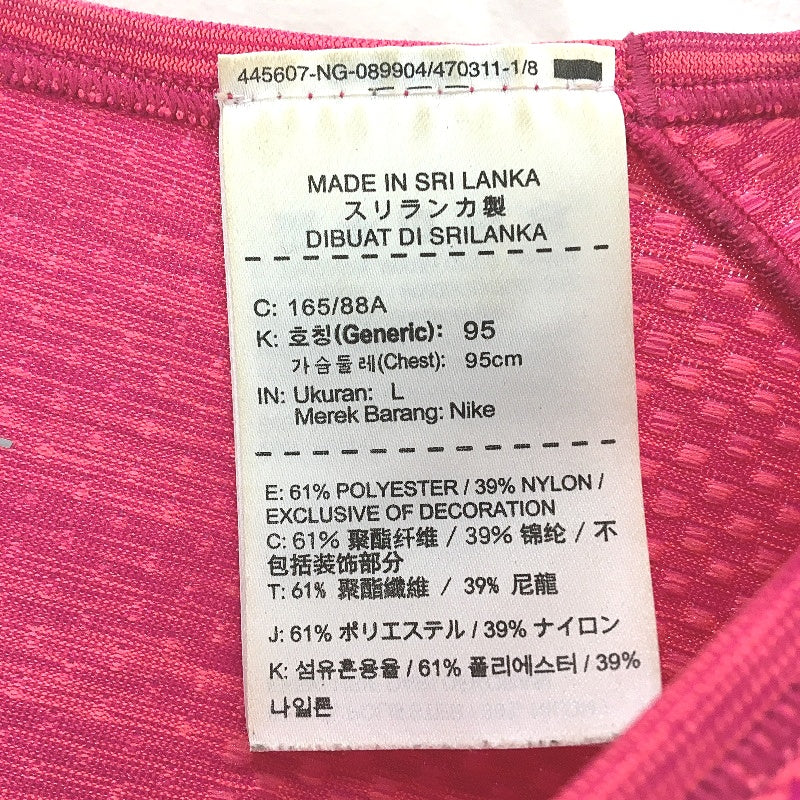 445607-NG-089904/470311-1/8
MADE IN SRI LANKA
スリランカ製
DIBUAT DI SRILANKA
C: 165/88A
K: 호칭(Generic): 95
가슴둘레(Chest): 95cm
IN: Ukuran: L
Merek Barang: Nike
E: 61% POLYESTER / 39% NYLON /
EXCLUSIVE OF DECORATION
C: 61% 聚酯纤维 / 39% 锦纶 / 不
包括装饰部分
T: 61% 聚酯纖維 / 39% 尼龍
J: 61% ポリエステル / 39% ナイロン
K: 섬유혼용율 / 61% 폴리에스터 / 39%
나일론